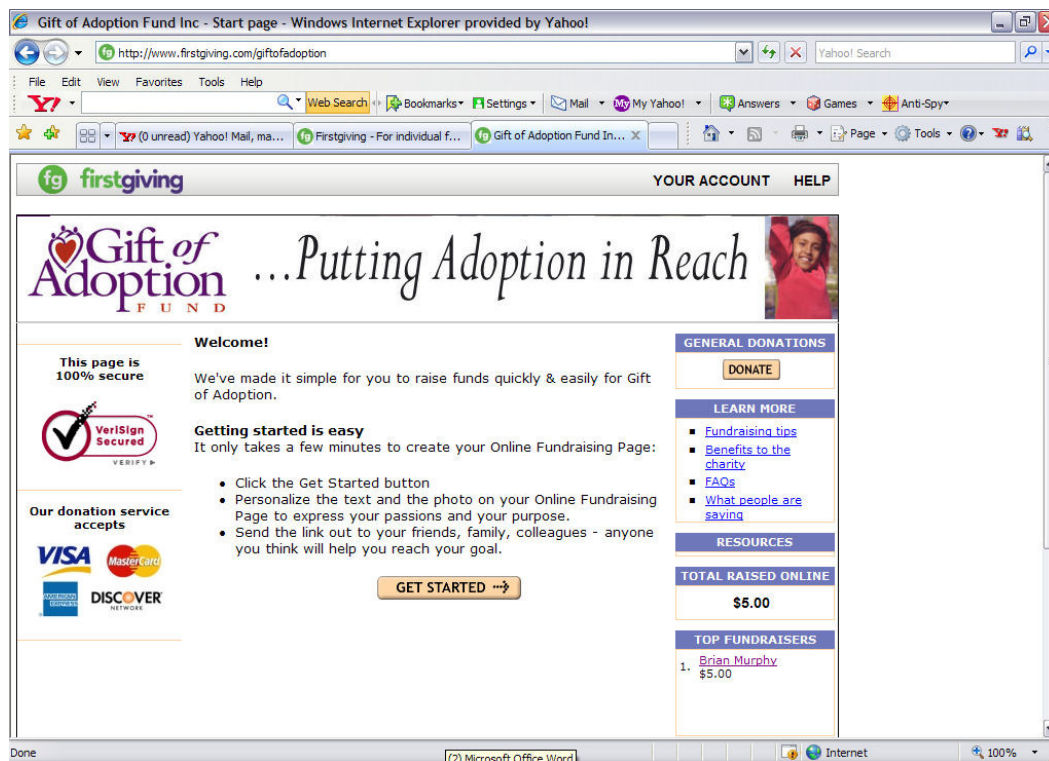 Gift of Adoption Fund Inc - Start page - Windows Internet Explorer provided by Yahoo!
http://www.firstgiving.com/giftofadoption
Yahoo! Search
File Edit View Favorites Tools Help
Y! Web Search Bookmarks Settings Mail My Yahoo! Answers Games Anti-Spy
(0 unread) Yahoo! Mail, ma... Firstgiving - For individual f... Gift of Adoption Fund In... X Page Tools
fg firstgiving
YOUR ACCOUNT HELP
Gift of
Adoption
FUND
...Putting Adoption in Reach
This page is
100% secure
VeriSign
Secured
VERIFY
Our donation service
accepts
VISA MasterCard
AMERICAN EXPRESS DISCOVER
NETWORK
Welcome!
We've made it simple for you to raise funds quickly & easily for Gift
of Adoption.
Getting started is easy
It only takes a few minutes to create your Online Fundraising Page:
• Click the Get Started button
• Personalize the text and the photo on your Online Fundraising
Page to express your passions and your purpose.
• Send the link out to your friends, family, colleagues - anyone
you think will help you reach your goal.
GET STARTED
GENERAL DONATIONS
DONATE
LEARN MORE
Fundraising tips
Benefits to the
charity
FAQs
What people are
saying
RESOURCES
TOTAL RAISED ONLINE
$5.00
TOP FUNDRAISERS
1. Brian Murphy
$5.00
Done
(2) Microsoft Office Word
Internet
100%